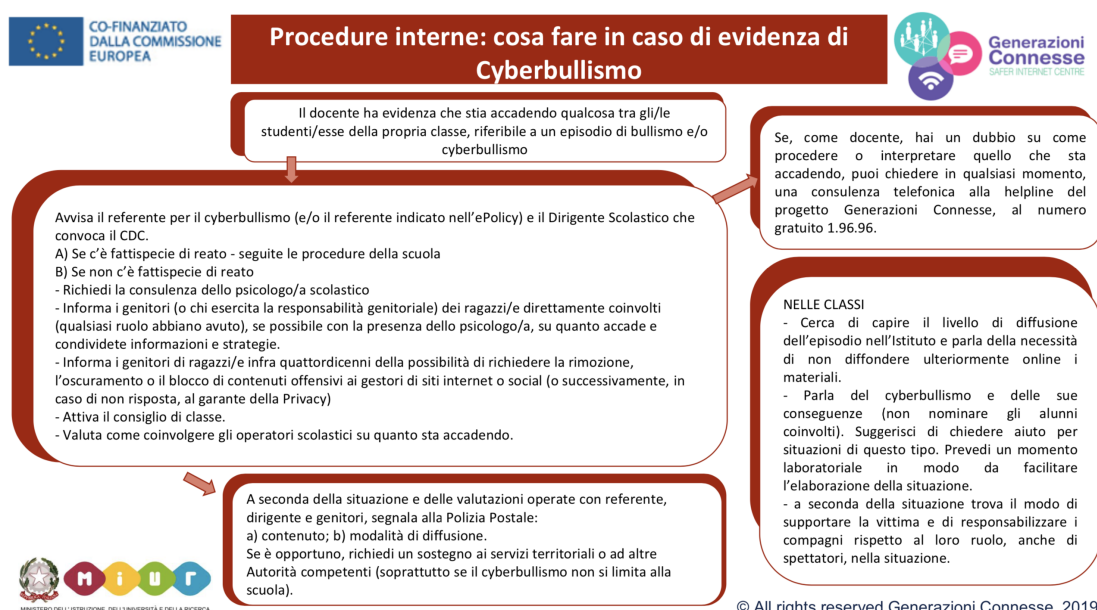 CO-FINANZIATO
DALLA COMMISSIONE
EUROPEA
Procedure interne: cosa fare in caso di evidenza di
Cyberbullismo
Generazioni
Connesse
SAFER INTERNET CENTRE
Il docente ha evidenza che stia accadendo qualcosa tra gli/le
studenti/esse della propria classe, riferibile a un episodio di bullismo e/o
cyberbullismo
Se, come docente, hai un dubbio su come
procedere o interpretare quello che sta
accadendo, puoi chiedere in qualsiasi momento,
una consulenza telefonica alla helpline del
progetto Generazioni Connesse, al numero
gratuito 1.96.96.
Avvisa il referente per il cyberbullismo (e/o il referente indicato nell'ePolicy) e il Dirigente Scolastico che
convoca il CDC.
A) Se c'è fattispecie di reato - seguite le procedure della scuola
B) Se non c'è fattispecie di reato
- Richiedi la consulenza dello psicologo/a scolastico
- Informa i genitori (o chi esercita la responsabilità genitoriale) dei ragazzi/e direttamente coinvolti
(qualsiasi ruolo abbiano avuto), se possibile con la presenza dello psicologo/a, su quanto accade e
condividete informazioni e strategie.
- Informa i genitori di ragazzi/e infra quattordicenni della possibilità di richiedere la rimozione,
l'oscuramento o il blocco di contenuti offensivi ai gestori di siti internet o social (o successivamente, in
caso di non risposta, al garante della Privacy)
- Attiva il consiglio di classe.
- Valuta come coinvolgere gli operatori scolastici su quanto sta accadendo.
NELLE CLASSI
- Cerca di capire il livello di diffusione
dell'episodio nell'Istituto e parla della necessità
di non diffondere ulteriormente online i
materiali.
- Parla del cyberbullismo e delle sue
conseguenze (non nominare gli alunni
coinvolti). Suggerisci di chiedere aiuto per
situazioni di questo tipo. Prevedi un momento
laboratoriale in modo da facilitare
l'elaborazione della situazione.
- a seconda della situazione trova il modo di
supportare la vittima e di responsabilizzare i
compagni rispetto al loro ruolo, anche di
spettatori, nella situazione.
A seconda della situazione e delle valutazioni operate con referente,
dirigente e genitori, segnala alla Polizia Postale:
a) contenuto; b) modalità di diffusione.
Se è opportuno, richiedi un sostegno ai servizi territoriali o ad altre
Autorità competenti (soprattutto se il cyberbullismo non si limita alla
scuola).
miur
MINISTERO DELL'ISTRUZIONE, DELL'UNIVERSITÀ E DELLA RICERCA
© All rights reserved Generazioni Connesse, 2019